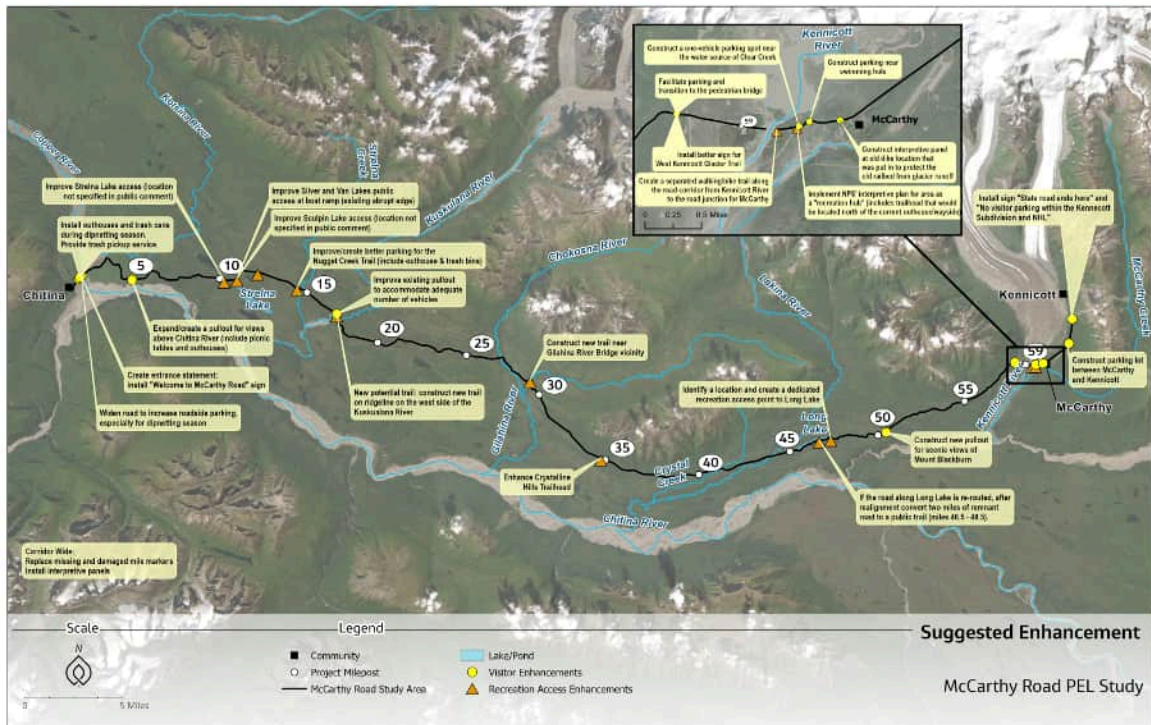 Kennicott
River
Construct a one-vehicle parking spot near
the water source of Clear Creek
Construct parking near
swimming hole
Facilitate parking and
transition to the pedestrian bridge
59
McCarthy
Install better sign for
West Kennicott Glacier Trail
Construct interpretive panel
at old dike location that
was put in to protect the
old railbed from glacier runoff
Create a separated walking/bike trail along
the road corridor from Kennicott River
to the road junction for McCarthy
Implement NPS' interpretive plan for area as
a "recreation hub" (includes trailhead that would
be located north of the current outhouse/wayside)
0 0.25 0.5 Miles
Copper River
Kotsina River
Strelna
Creek
Kuskulana River
Chokosna River
Lakina River
Gilahina River
Crystal
Creek
Long
Lake
Chitina River
Kennicott River
McCarthy Creek
Strelna
Lake
Improve Strelna Lake access (location
not specified in public comment)
Improve Silver and Van Lakes public
access at boat ramp (existing abrupt edge)
Install outhouses and trash cans
during dipnetting season.
Provide trash pickup service
Improve Sculpin Lake access (location not
specified in public comment)
Improve/create better parking for the
Nugget Creek Trail (include outhouse & trash bins)
Improve existing pullout
to accommodate adequate
number of vehicles
Install sign "State road ends here" and
"No visitor parking within the Kennicott
Subdivision and NHL"
Chitina
5
10
15
20
25
30
35
40
45
50
55
59
Kennicott
McCarthy
Expand/create a pullout for views
above Chitina River (include picnic
tables and outhouses)
Create entrance statement:
install "Welcome to McCarthy Road" sign
Widen road to increase roadside parking,
especially for dipnetting season
New potential trail: construct new trail
on ridgeline on the west side of the
Kuskuslana River
Construct new trail near
Gilahina River Bridge vicinity
Identify a location and create a dedicated
recreation access point to Long Lake
Construct parking lot
between McCarthy
and Kennicott
Enhance Crystalline
Hills Trailhead
Construct new pullout
for scenic views of
Mount Blackburn
If the road along Long Lake is re-routed, after
realignment convert two miles of remnant
road to a public trail (miles 46.5 - 48.5).
Corridor Wide:
Replace missing and damaged mile markers
Install interpretive panels
Scale
N
0 5 Miles
Legend
Community
Project Milepost
McCarthy Road Study Area
Lake/Pond
Visitor Enhancements
Recreation Access Enhancements
Suggested Enhancement
McCarthy Road PEL Study